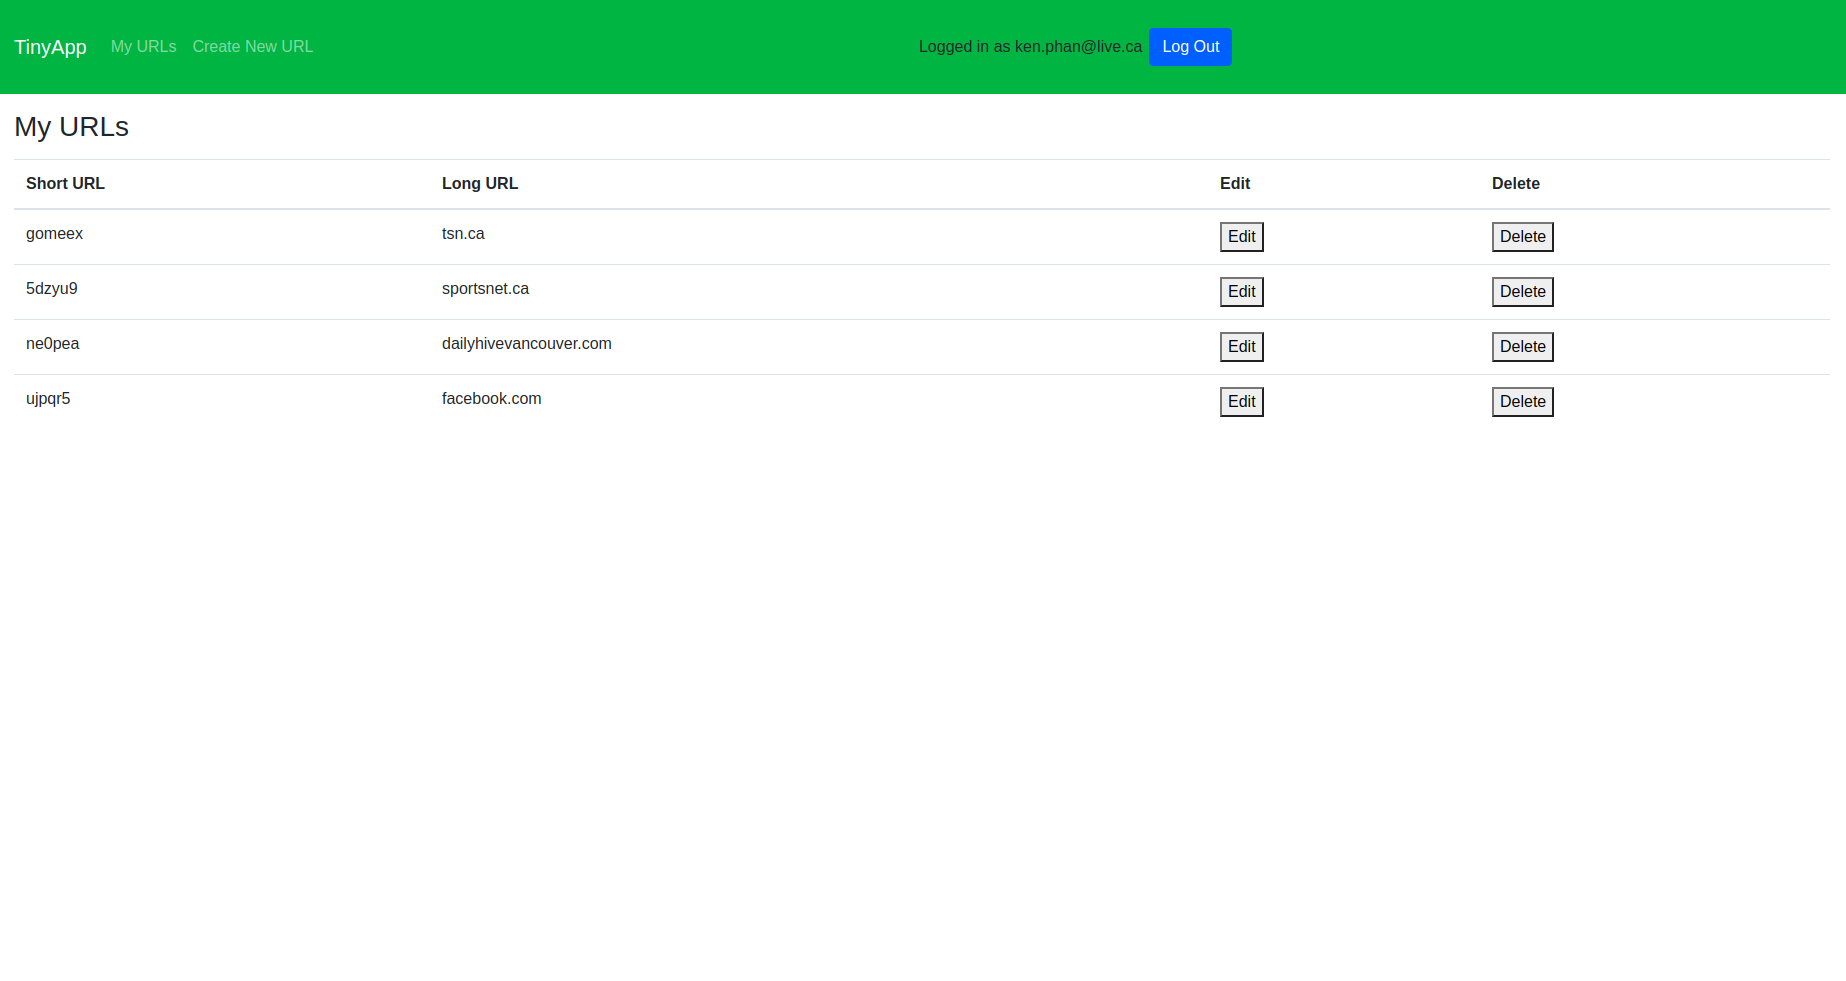 TinyApp My URLs Create New URL Logged in as ken.phan@live.ca Log Out
My URLs
Short URL Long URL Edit Delete
gomeex tsn.ca Edit Delete
5dzyu9 sportsnet.ca Edit Delete
ne0pea dailyhivevancouver.com Edit Delete
ujpqr5 facebook.com Edit Delete